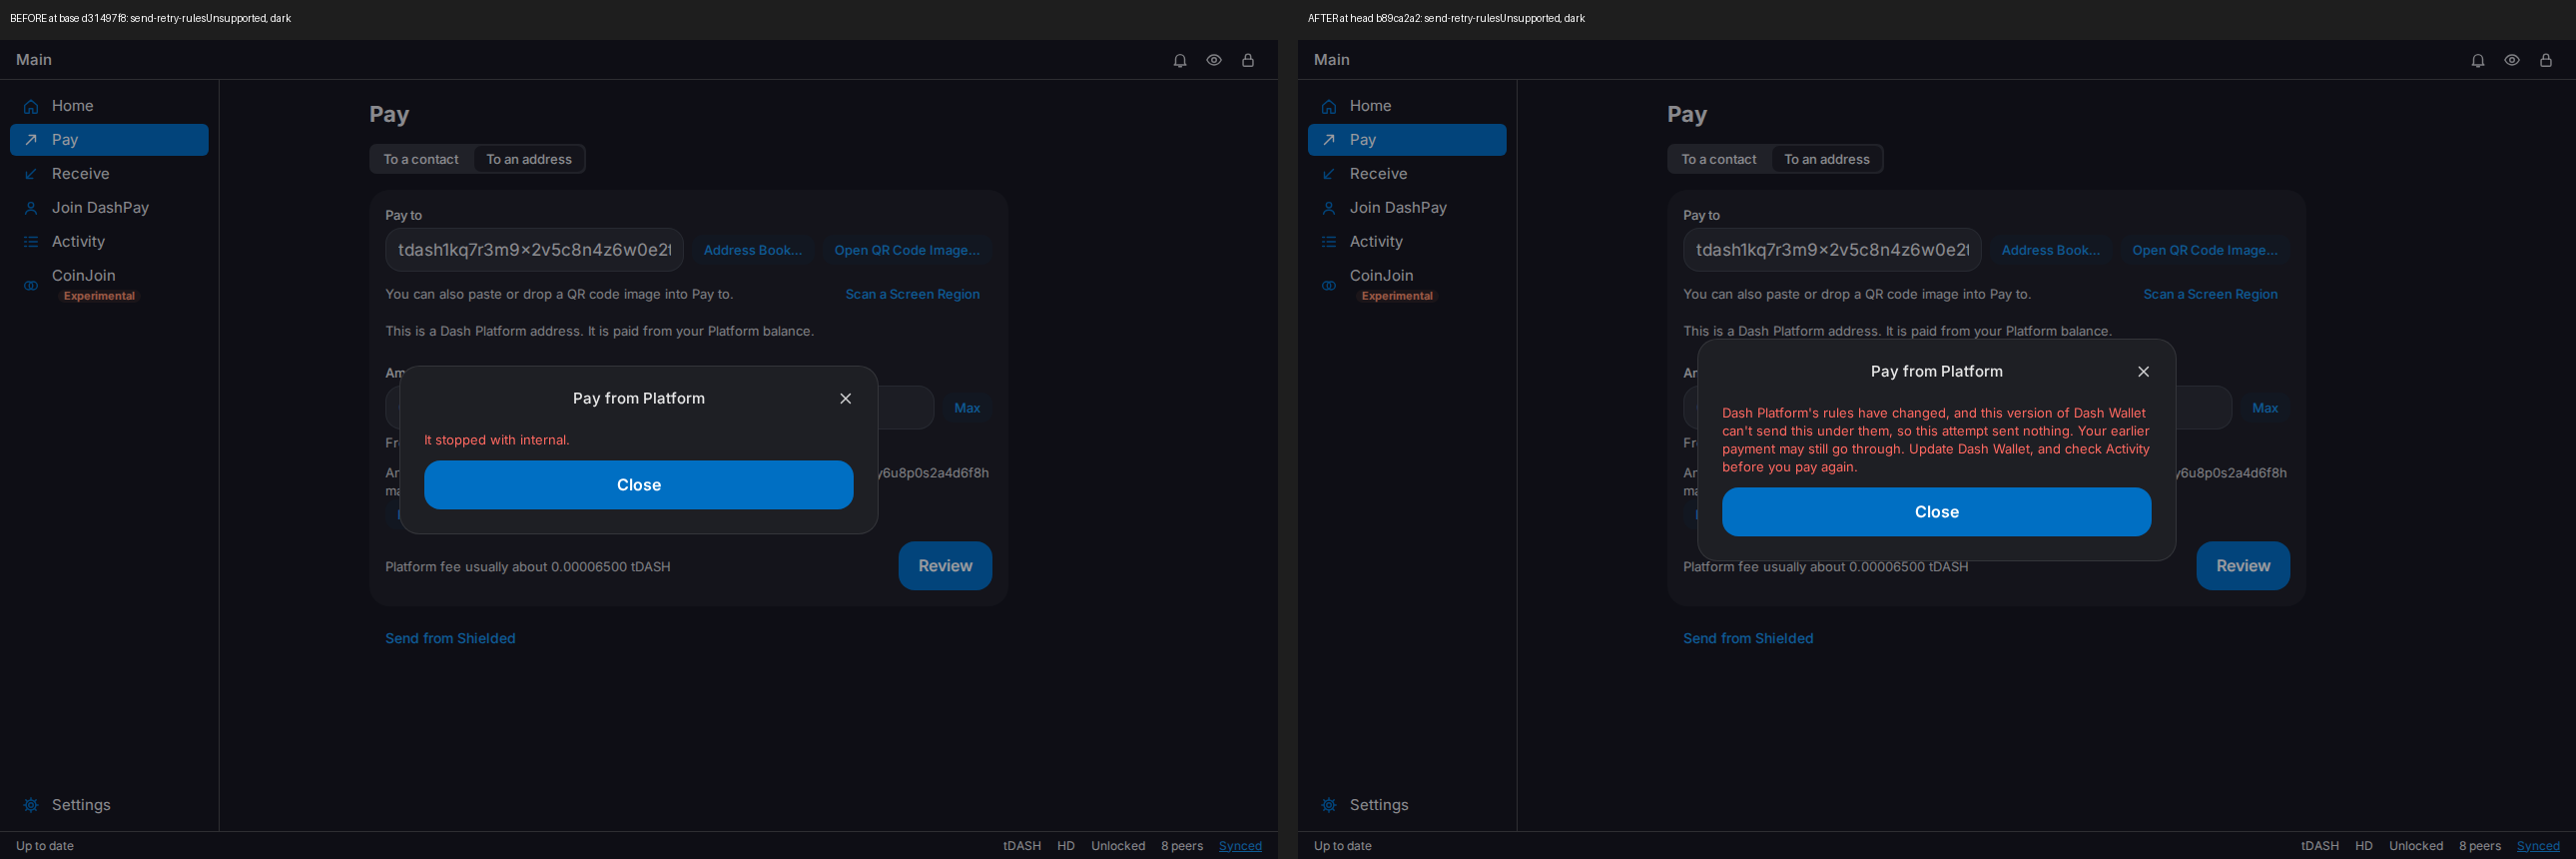 BEFORE at base d31497f8: send-retry-rulesUnsupported, dark
Main
Home
Pay
Receive
Join DashPay
Activity
CoinJoin
Experimental
Settings
Pay
To a contact
To an address
Pay to
tdash1kq7r3m9×2v5c8n4z6w0e2
Address Book...
Open QR Code Image...
You can also paste or drop a QR code image into Pay to.
Scan a Screen Region
This is a Dash Platform address. It is paid from your Platform balance.
Am
Max
Fr
An
y6u8p0s2a4d6f8h
ma
Pay from Platform
It stopped with internal.
Close
Platform fee usually about 0.00006500 tDASH
Review
Send from Shielded
Up to date
tDASH
HD
Unlocked
8 peers
Synced
AFTER at head b89ca2a2: send-retry-rulesUnsupported, dark
Main
Home
Pay
Receive
Join DashPay
Activity
CoinJoin
Experimental
Settings
Pay
To a contact
To an address
Pay to
tdash1kq7r3m9×2v5c8n4z6w0e2
Address Book...
Open QR Code Image...
You can also paste or drop a QR code image into Pay to.
Scan a Screen Region
This is a Dash Platform address. It is paid from your Platform balance.
Max
Fr
y6u8p0s2a4d6f8h
ma
Pay from Platform
Dash Platform's rules have changed, and this version of Dash Wallet
can't send this under them, so this attempt sent nothing. Your earlier
payment may still go through. Update Dash Wallet, and check Activity
before you pay again.
Close
Platform fee usually about 0.00006500 tDASH
Review
Send from Shielded
Up to date
tDASH
HD
Unlocked
8 peers
Synced